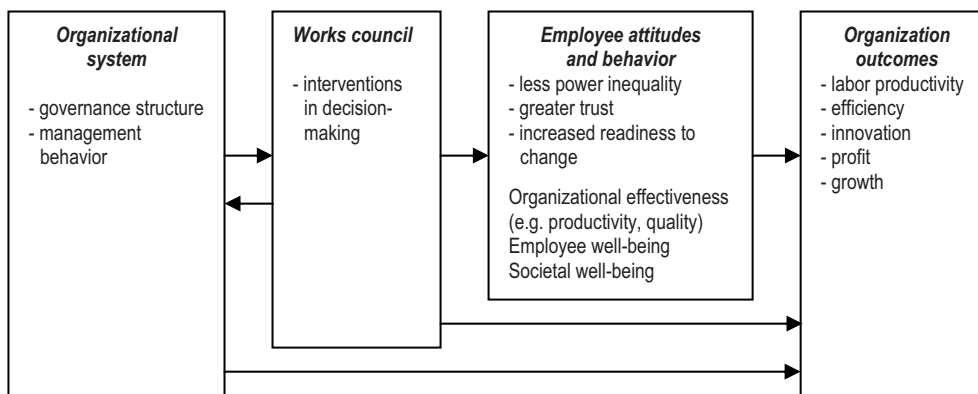 Organizational
system
- governance structure
- management
behavior
Works council
- interventions
in decision-
making
Employee attitudes
and behavior
- less power inequality
- greater trust
- increased readiness to
change
Organizational effectiveness
(e.g. productivity, quality)
Employee well-being
Societal well-being
Organization
outcomes
- labor productivity
- efficiency
- innovation
- profit
- growth